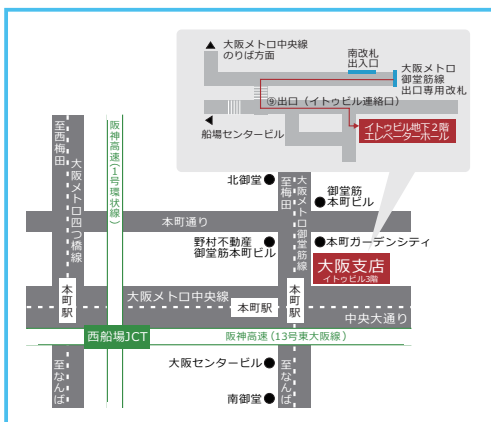 ▲ 大阪メトロ中央線
のりば方面
南改札
出入口
大阪メトロ
御堂筋線
出口専用改札
⑨出口（イトゥビル連絡口）
◀
船場センタービル
イトゥビル地下2階
エレベーターホール
至西梅田
大阪メトロ四つ橋線
阪神高速（1号環状線）
北御堂●
至梅田
大阪メトロ御堂筋線
御堂筋
●本町ビル
本町通り
野村不動産●
御堂筋本町ビル
●本町ガーデンシティ
大阪支店
イトゥビル3階
本町駅
大阪メトロ中央線
本町駅
本町駅
中央大通り
西船場JCT
阪神高速（13号東大阪線）
至なんば
大阪センタービル●
至なんば
南御堂●